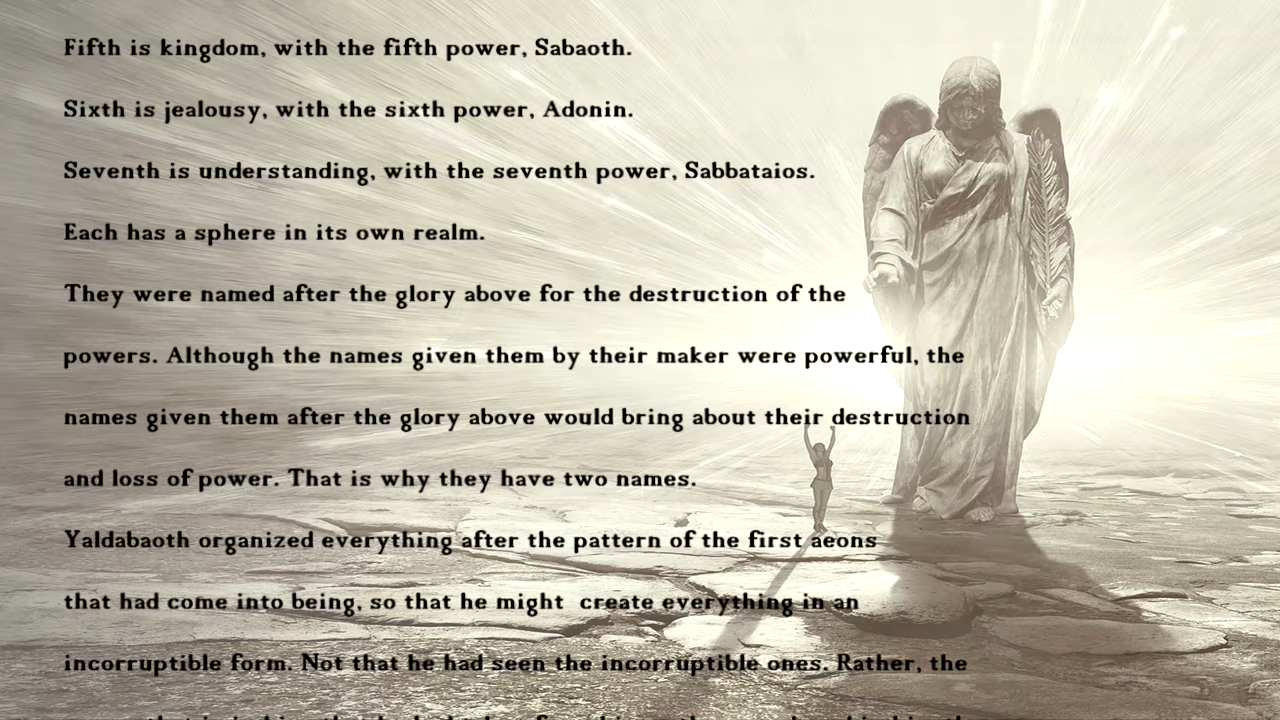 Fifth is kingdom, with the fifth power, Sabaoth.
Sixth is jealousy, with the sixth power, Adonin.
Seventh is understanding, with the seventh power, Sabbataios.
Each has a sphere in its own realm.
They were named after the glory above for the destruction of the
powers. Although the names given them by their maker were powerful, the
names given them after the glory above would bring about their destruction
and loss of power. That is why they have two names.
Yaldabaoth organized everything after the pattern of the first aeons
that had come into being, so that he might create everything in an
incorruptible form. Not that he had seen the incorruptible ones. Rather, the